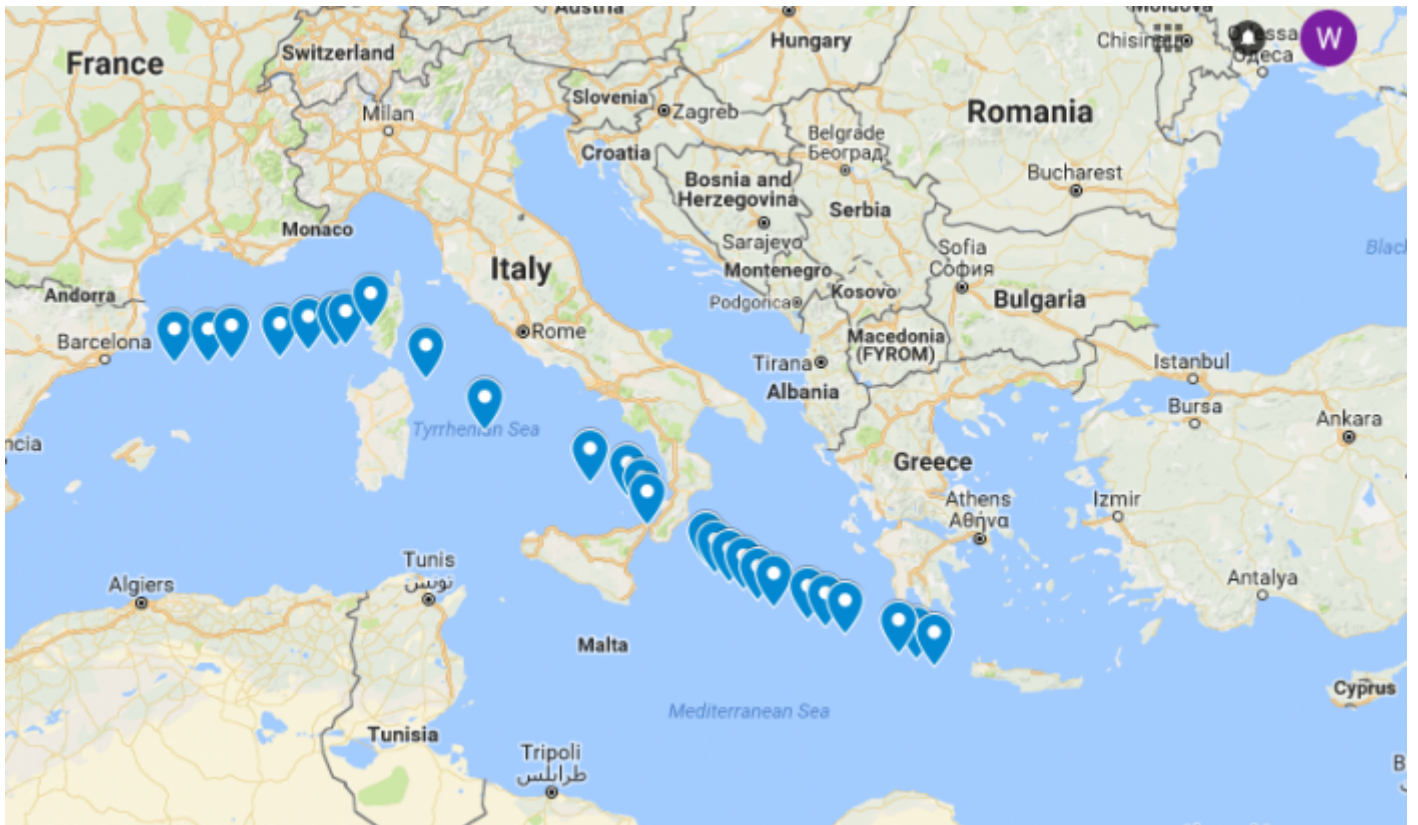 Austria
Moldova
Switzerland
Hungary
W
France
Одеса
Slovenia
Zagreb
Romania
Milan
Croatia
Belgrade
Београд
Bucharest
Bosnia and
Herzegovina
Serbia
Monaco
Sarajevo
Sofia
София
Black
Italy
Montenegro
Andorra
Kosovo
Podgorica
Bulgaria
Barcelona
Rome
Macedonia
(FYROM)
Tirana
Istanbul
Albania
Bursa
Ankara
Tyrrhenian Sea
ncia
Greece
Athens
Αθήνα
Izmir
Tunis
تونس
Algiers
Antalya
Malta
Cyprus
Mediterranean Sea
Tunisia
Tripoli
طرابلس
B